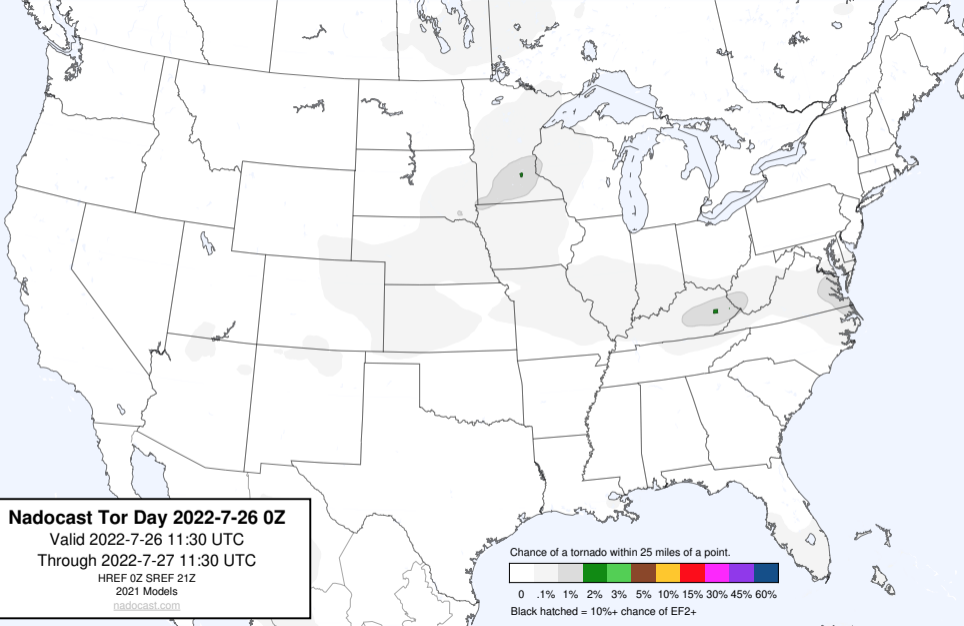 Nadocast Tor Day 2022-7-26 0Z
Valid 2022-7-26 11:30 UTC
Through 2022-7-27 11:30 UTC
HREF 0Z SREF 21Z
2021 Models
nadocast.com
Chance of a tornado within 25 miles of a point.
0 .1% 1% 2% 3% 5% 10% 15% 30% 45% 60%
Black hatched = 10%+ chance of EF2+